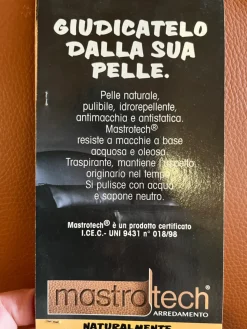 GIUDICATELO
DALLA SUA
PELLE.
Pelle naturale,
pulibile, idrorepellente,
antimacchia e antistatica.
Mastrotech®
resiste a macchie a base
acquosa e oleosa.
Traspirante, mantiene l'aspetto
originario nel tempo.
Si pulisce con acqua
e sapone neutro.
Mastrotech® è un prodotto certificato
I.CE.C.- UNI 9431 n° 018/98
mastrotech®
ARREDAMENTO
NATURALMENTE